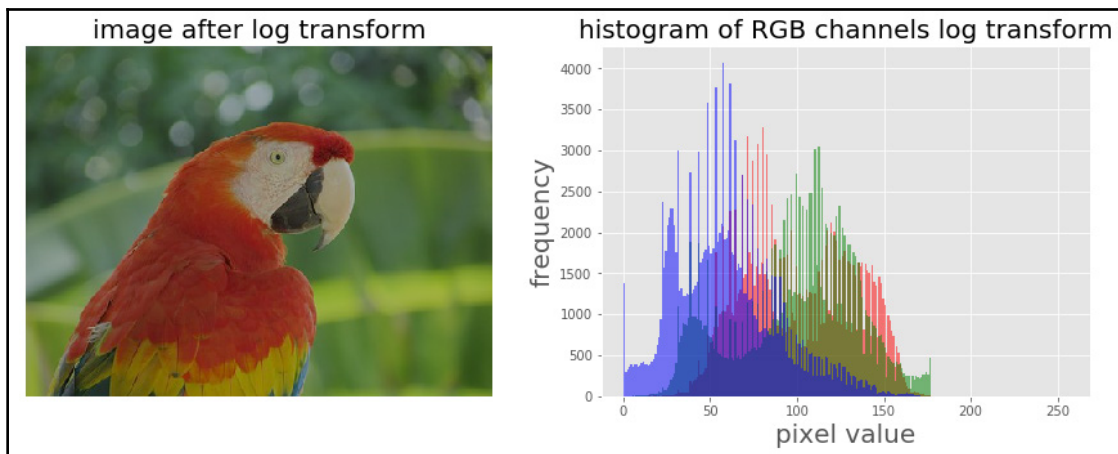 image after log transform
histogram of RGB channels log transform
frequency
4000
3500
3000
2500
2000
1500
1000
500
0
0 50 100 150 200 250
pixel value